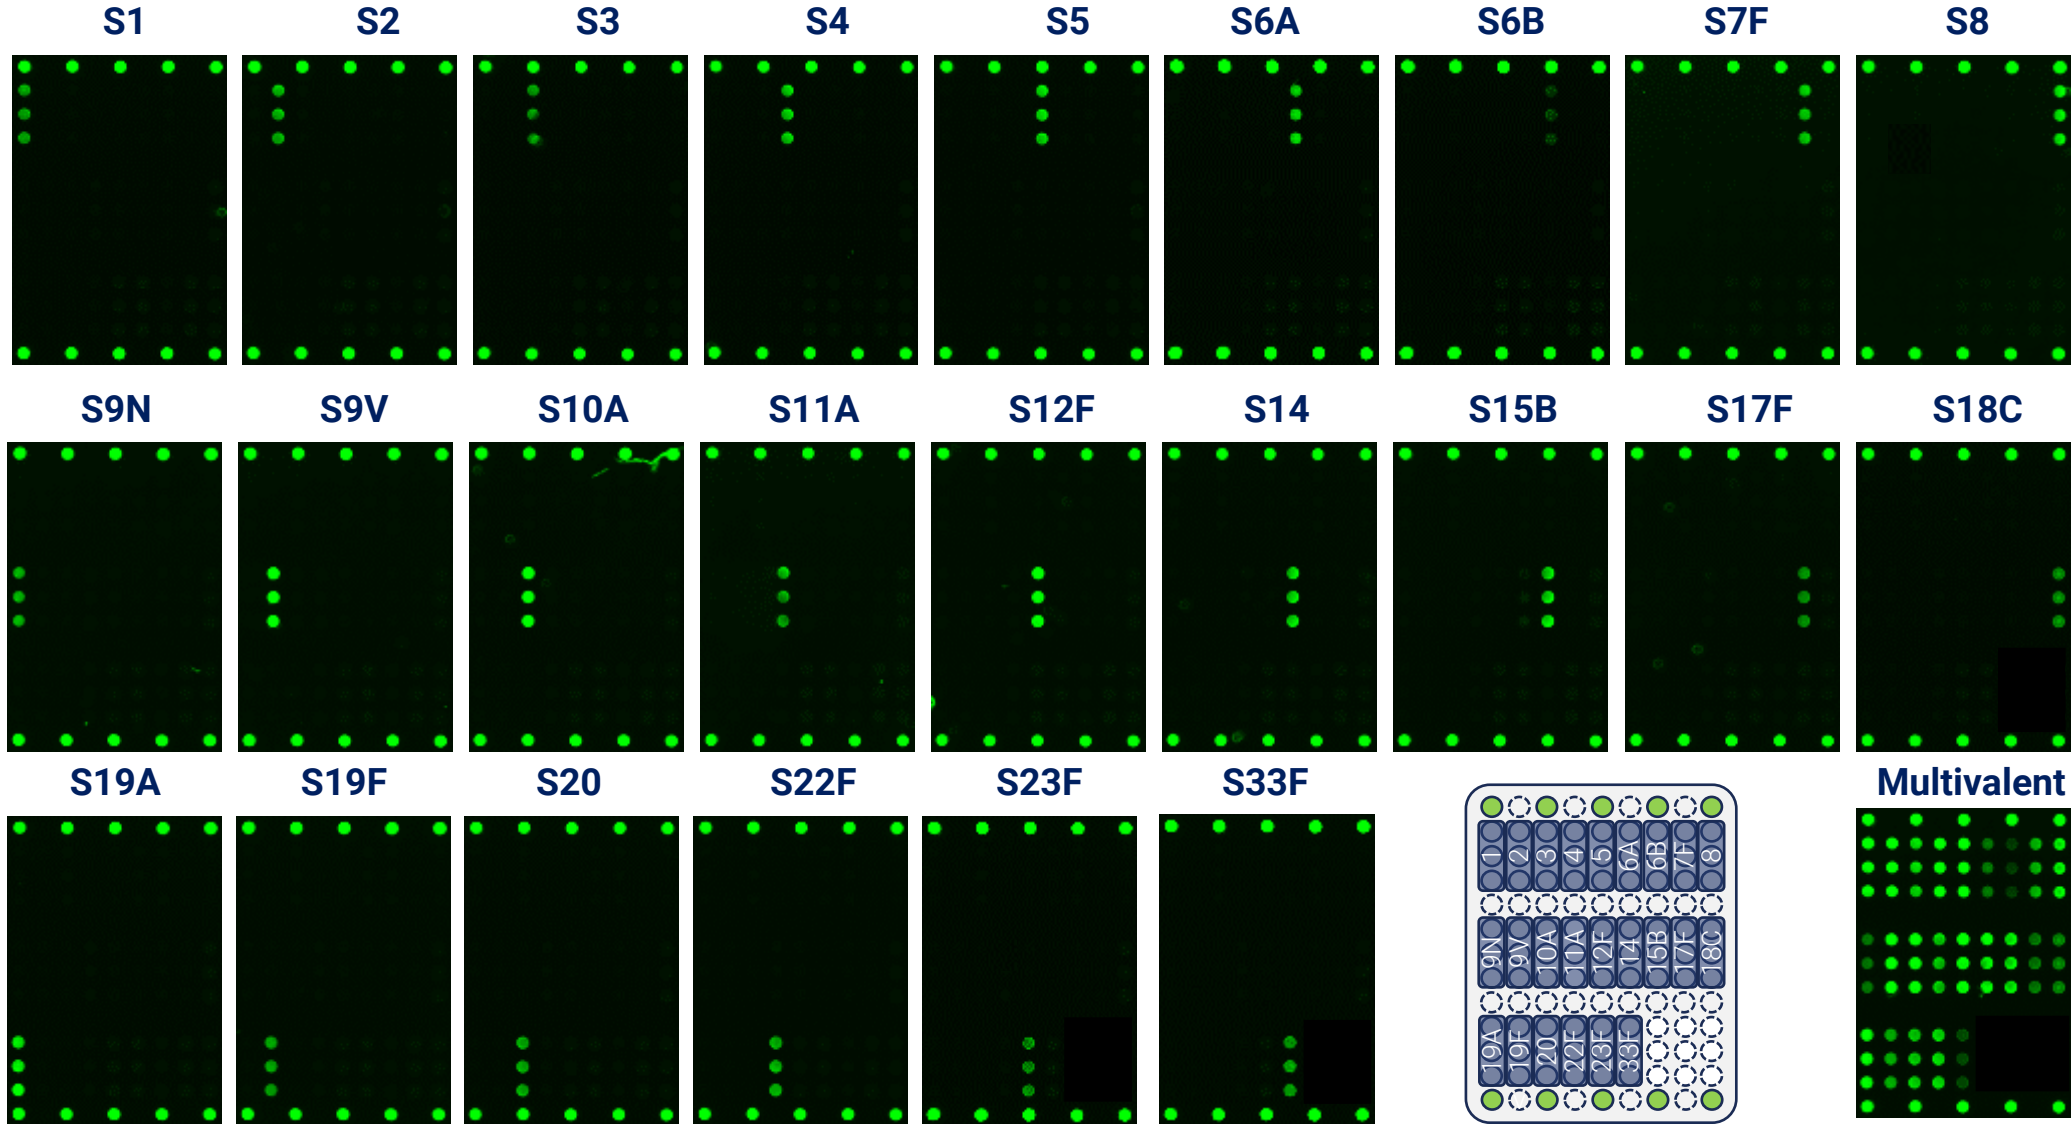 S1 S2 S3 S4 S5 S6A S6B S7F S8
S9N S9V S10A S11A S12F S14 S15B S17F S18C
S19A S19F S20 S22F S23F S33F Multivalent
1 2 3 4 5 6A 6B 7F 8
9N 9V 10A 11A 12F 14 15B 17F 18C
19A 19F 20 22F 23F 33F